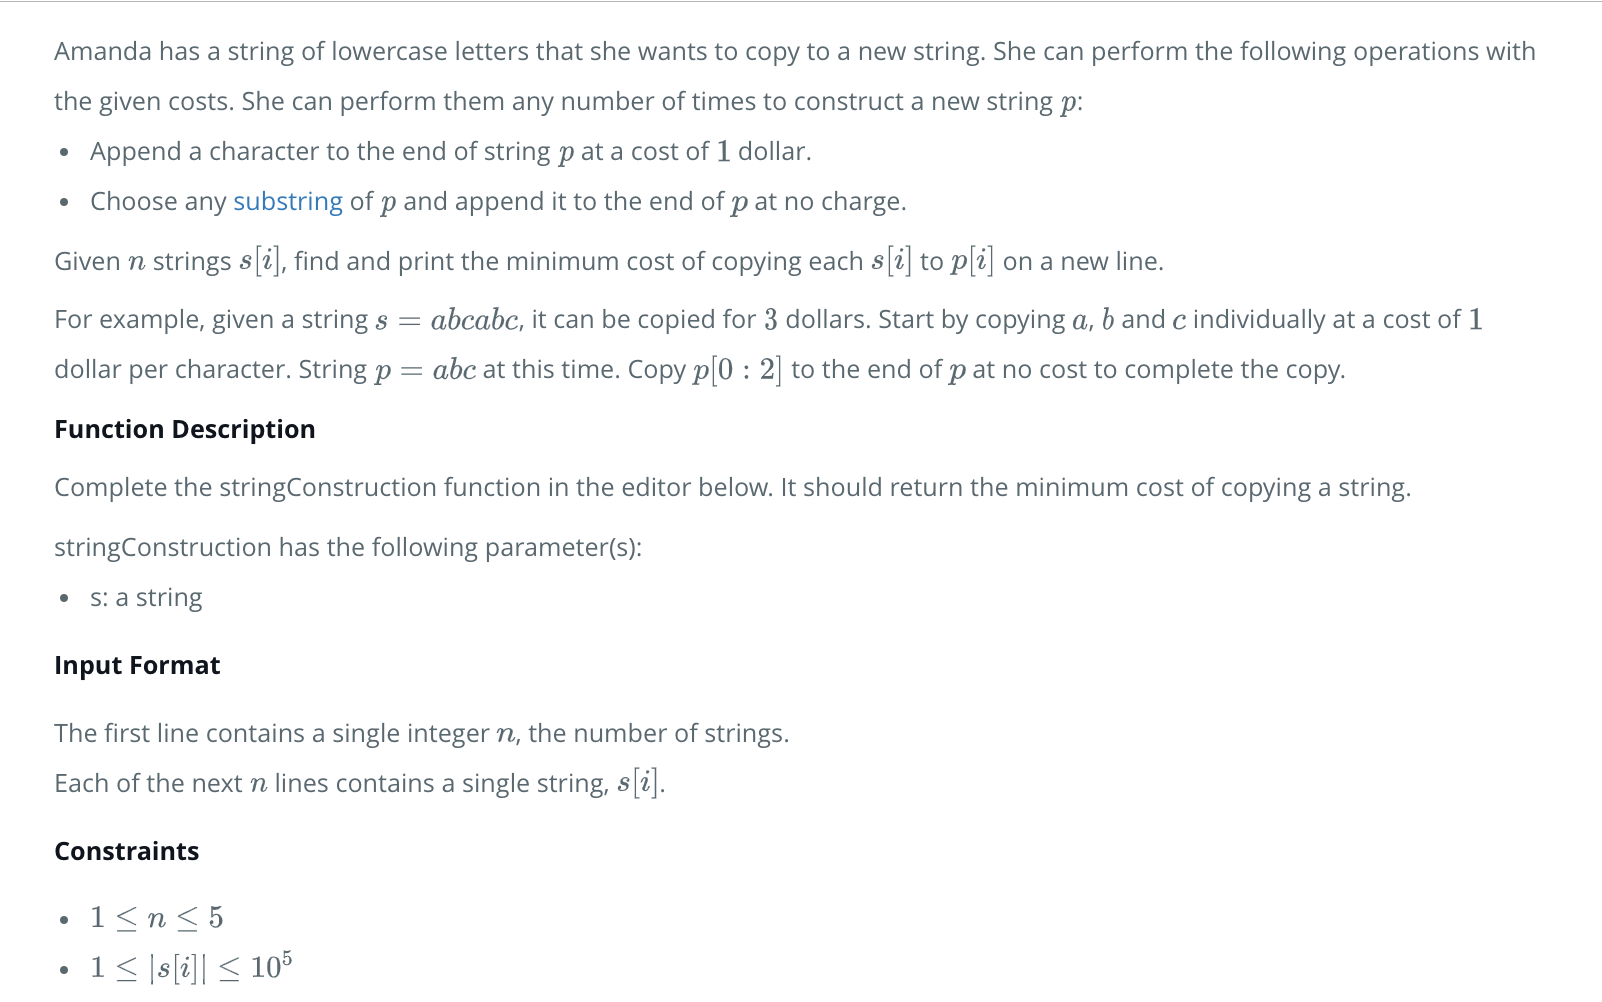 Amanda has a string of lowercase letters that she wants to copy to a new string. She can perform the following operations with
the given costs. She can perform them any number of times to construct a new string p:
• Append a character to the end of string p at a cost of 1 dollar.
• Choose any substring of p and append it to the end of p at no charge.
Given n strings s[i], find and print the minimum cost of copying each s[i] to p[i] on a new line.
For example, given a string s = abcabc, it can be copied for 3 dollars. Start by copying a, b and c individually at a cost of 1
dollar per character. String p = abc at this time. Copy p[0 : 2] to the end of p at no cost to complete the copy.
Function Description
Complete the stringConstruction function in the editor below. It should return the minimum cost of copying a string.
stringConstruction has the following parameter(s):
• s: a string
Input Format
The first line contains a single integer n, the number of strings.
Each of the next n lines contains a single string, s[i].
Constraints
• 1 ≤ n ≤ 5
• 1 ≤ |s[i]| ≤ 10⁵